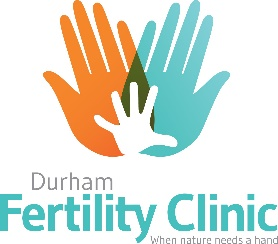 Durham
Fertility Clinic
When nature needs a hand